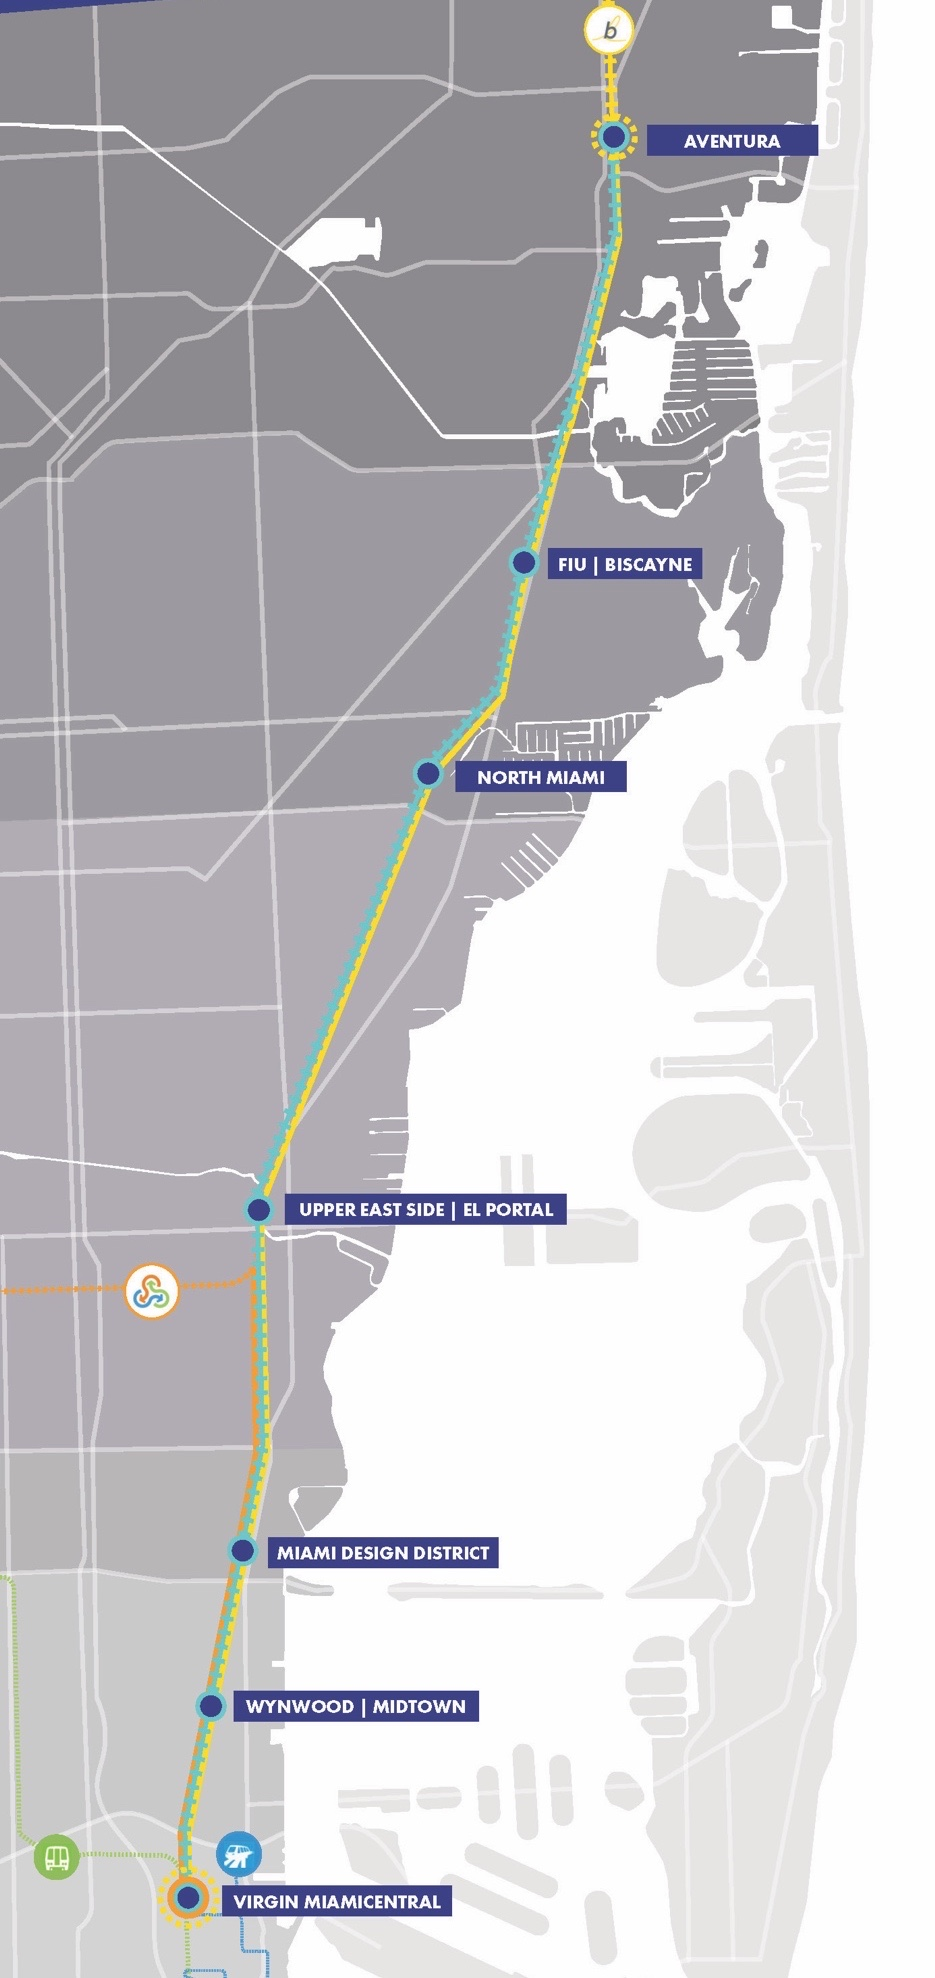 b
AVENTURA
FIU | BISCAYNE
NORTH MIAMI
UPPER EAST SIDE | EL PORTAL
MIAMI DESIGN DISTRICT
WYNWOOD | MIDTOWN
VIRGIN MIAMICENTRAL